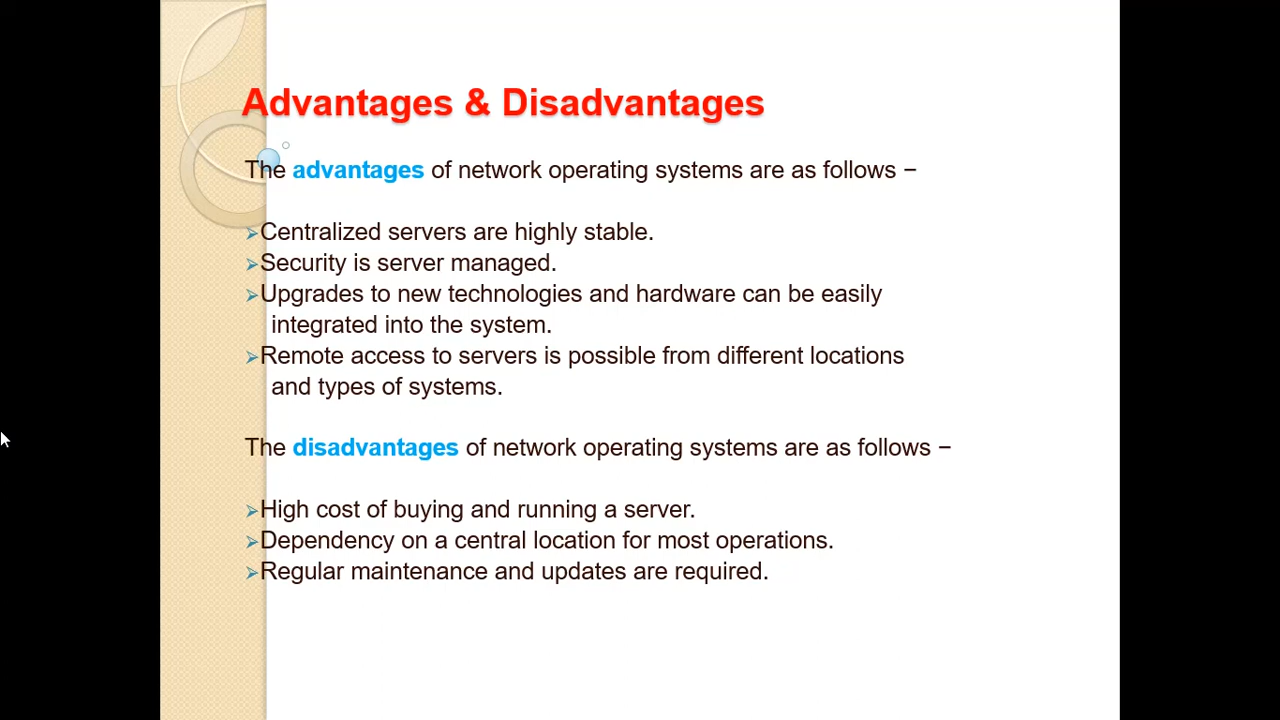 Advantages & Disadvantages
The advantages of network operating systems are as follows −
➢Centralized servers are highly stable.
➢Security is server managed.
➢Upgrades to new technologies and hardware can be easily
integrated into the system.
➢Remote access to servers is possible from different locations
and types of systems.
The disadvantages of network operating systems are as follows −
➢High cost of buying and running a server.
➢Dependency on a central location for most operations.
➢Regular maintenance and updates are required.